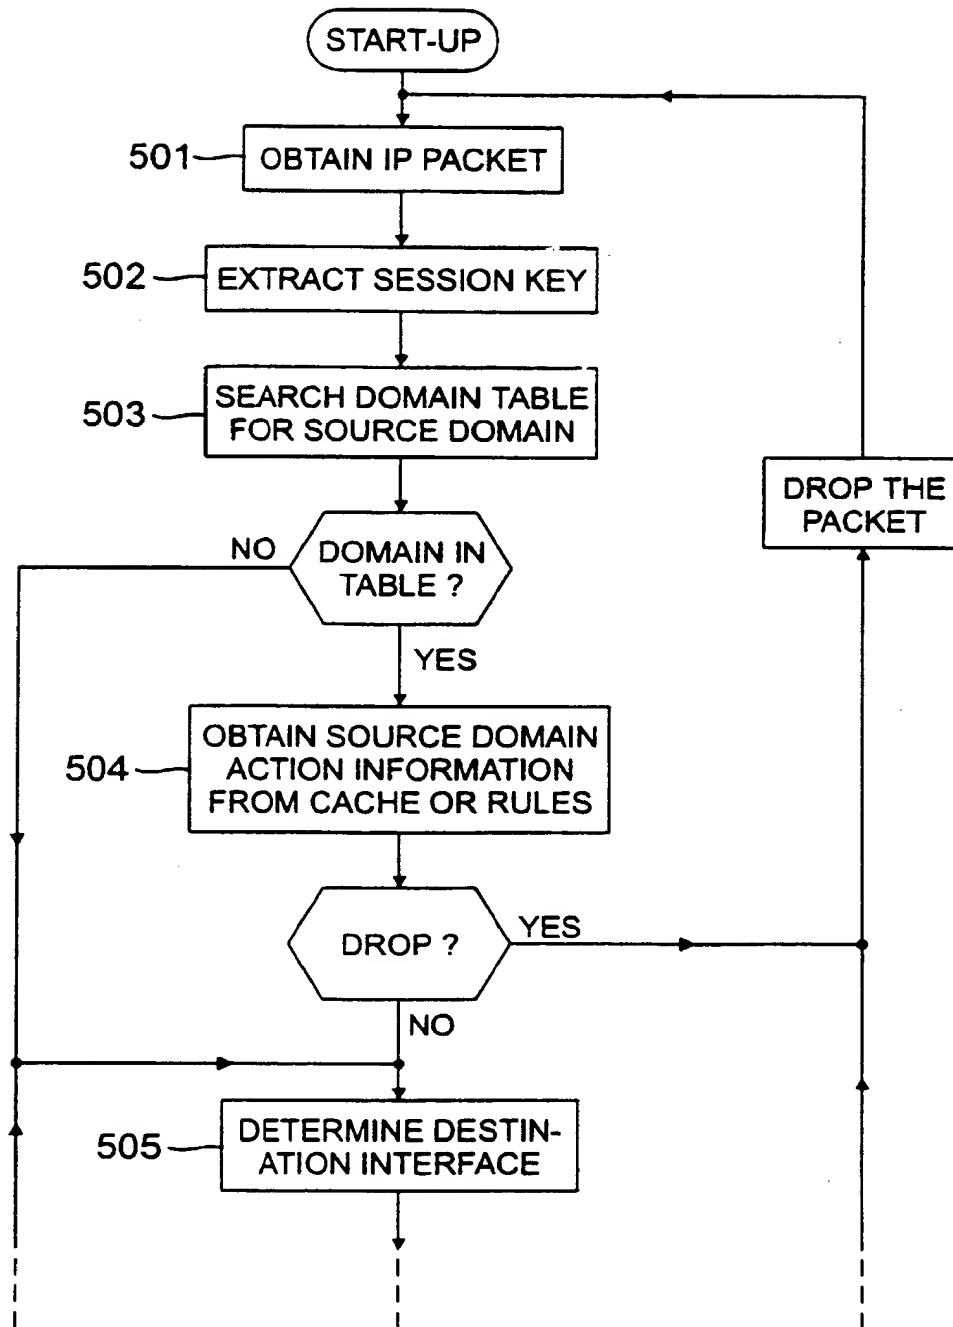 START-UP
501
OBTAIN IP PACKET
502
EXTRACT SESSION KEY
503
SEARCH DOMAIN TABLE
FOR SOURCE DOMAIN
DROP THE
PACKET
NO
DOMAIN IN
TABLE ?
YES
504
OBTAIN SOURCE DOMAIN
ACTION INFORMATION
FROM CACHE OR RULES
DROP ?
YES
NO
505
DETERMINE DESTIN-
ATION INTERFACE